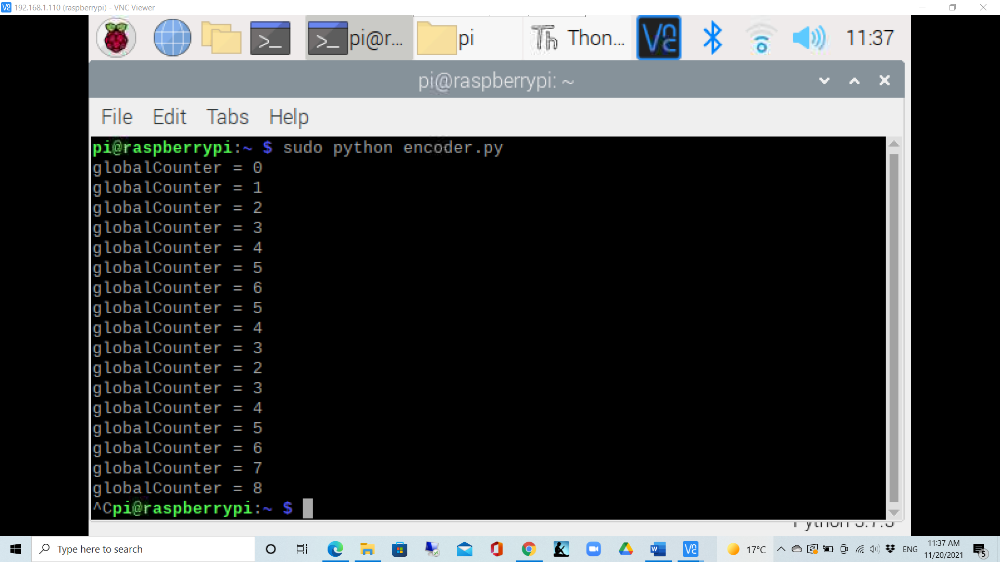 192.168.1.110 (raspberrypi) - VNC Viewer
pi@r... pi Thon... 11:37
pi@raspberrypi: ~
File Edit Tabs Help
pi@raspberrypi:~ $ sudo python encoder.py
globalCounter = 0
globalCounter = 1
globalCounter = 2
globalCounter = 3
globalCounter = 4
globalCounter = 5
globalCounter = 6
globalCounter = 5
globalCounter = 4
globalCounter = 3
globalCounter = 2
globalCounter = 3
globalCounter = 4
globalCounter = 5
globalCounter = 6
globalCounter = 7
globalCounter = 8
^Cpi@raspberrypi:~ $
Type here to search
17°C ENG
11:37 AM
11/20/2021
5